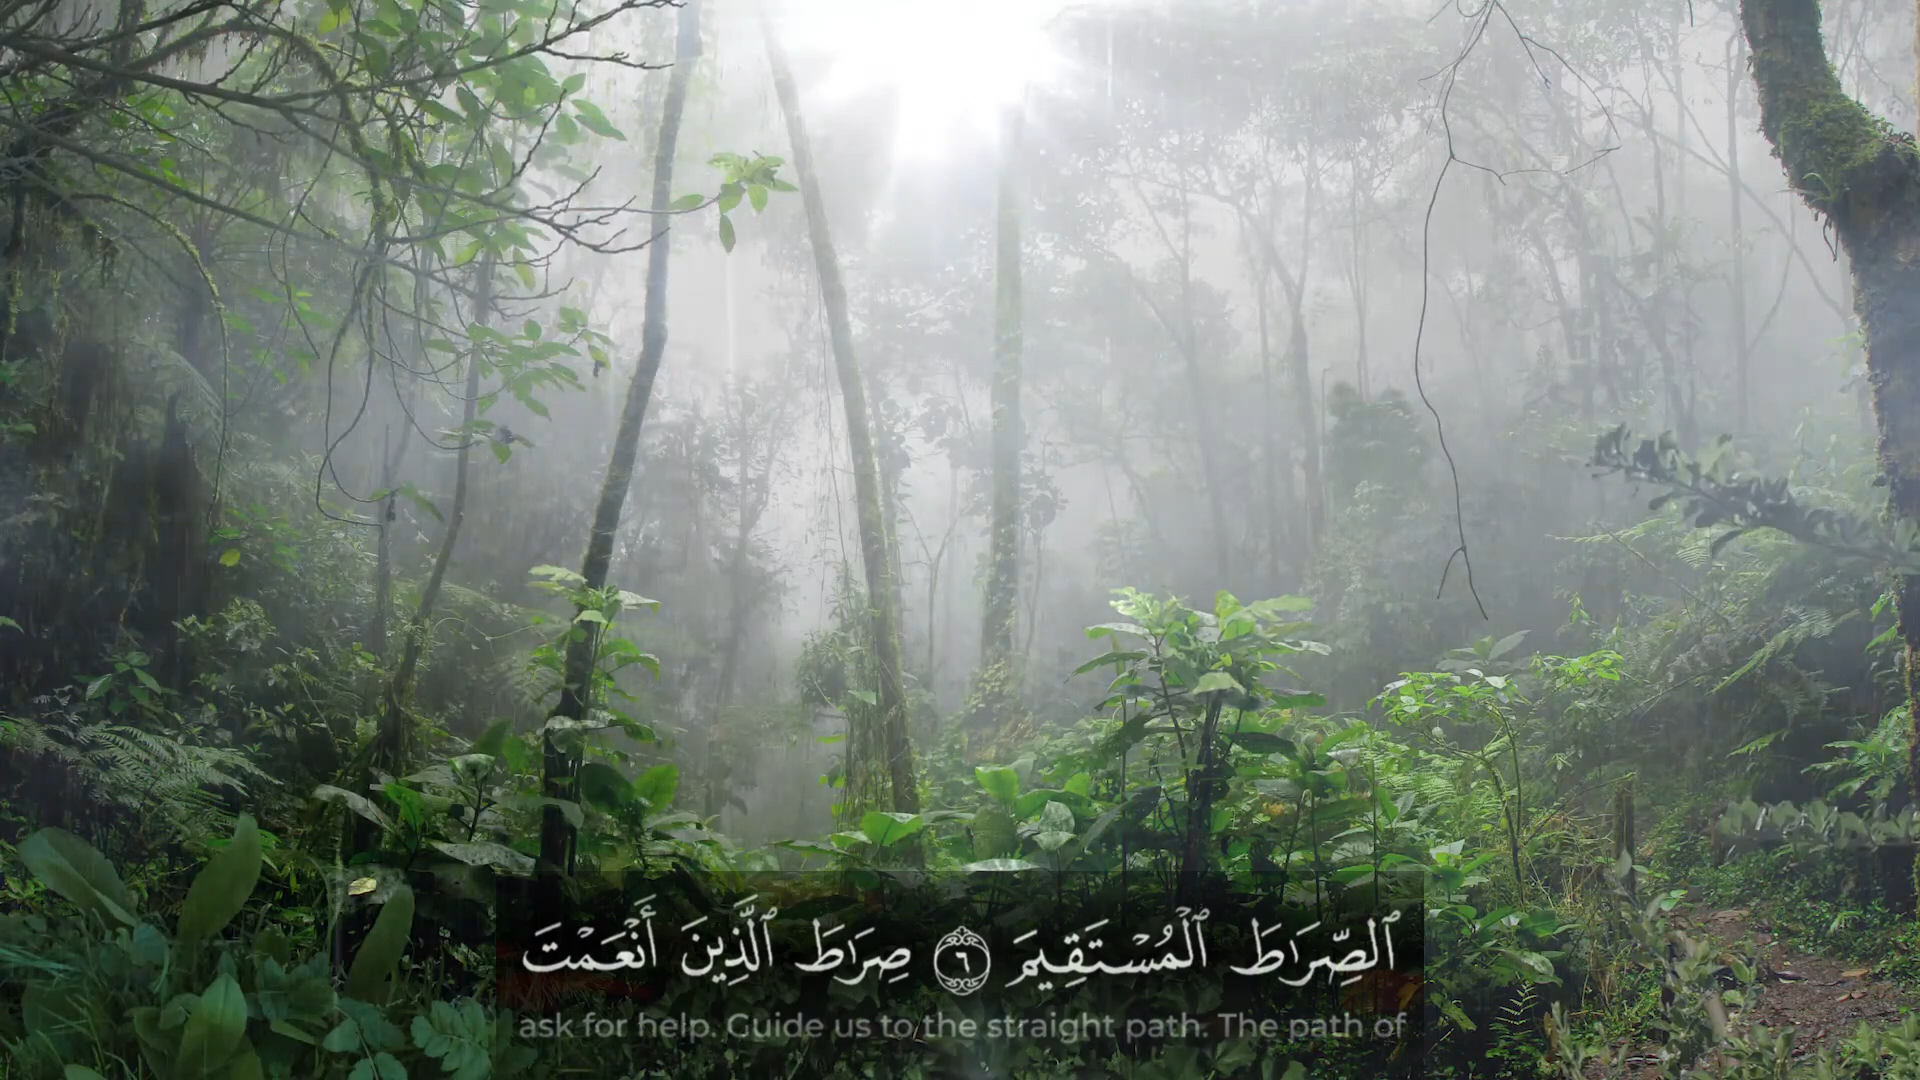 ٱلصِّرَٰطَ ٱلْمُسْتَقِيمَ ٦ صِرَٰطَ ٱلَّذِينَ أَنْعَمْتَ
ask for help. Guide us to the straight path. The path of